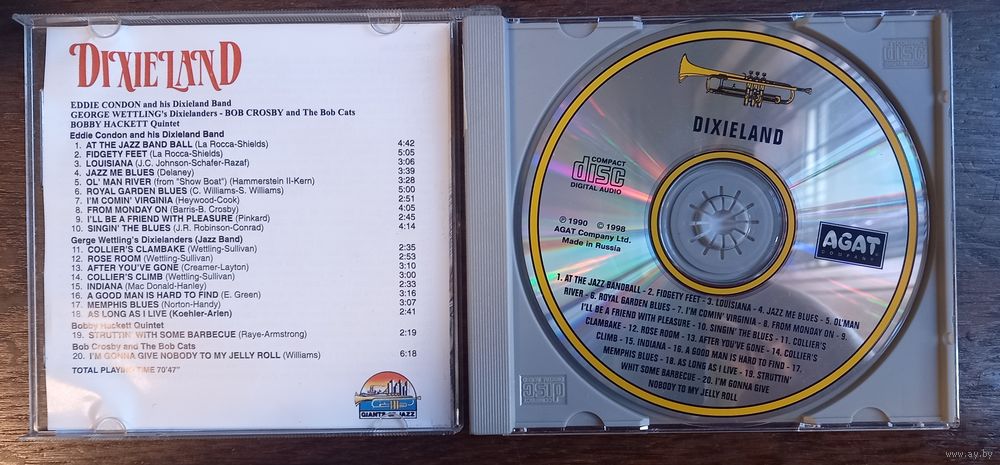 DIXIELAND
EDDIE CONDON and his Dixieland Band
GEORGE WETTLING's Dixielanders - BOB CROSBY and The Bob Cats
BOBBY HACKETT Quintet
Eddie Condon and his Dixieland Band
1. AT THE JAZZ BAND BALL (La Rocca-Shields) 4:42
2. FIDGETY FEET (La Rocca-Shields) 5:05
3. LOUISIANA (J.C. Johnson-Schafer-Razaf) 3:06
4. JAZZ ME BLUES (Delaney) 3:39
5. OL' MAN RIVER (from "Show Boat") (Hammerstein II-Kern) 3:28
6. ROYAL GARDEN BLUES (C. Williams-S. Williams) 5:00
7. I'M COMIN' VIRGINIA (Heywood-Cook) 2:51
8. FROM MONDAY ON (Barris-B. Crosby) 4:05
9. I'LL BE A FRIEND WITH PLEASURE (Pinkard) 2:45
10. SINGIN' THE BLUES (J.R. Robinson-Conrad) 4:14
Gerge Wettling's Dixielanders (Jazz Band)
11. COLLIER'S CLAMBAKE (Wettling-Sullivan) 2:35
12. ROSE ROOM (Wettling-Sullivan) 2:53
13. AFTER YOU'VE GONE (Creamer-Layton) 3:10
14. COLLIER'S CLIMB (Wettling-Sullivan) 3:00
15. INDIANA (Mac Donald-Hanley) 2:33
16. A GOOD MAN IS HARD TO FIND (E. Green) 3:16
17. MEMPHIS BLUES (Norton-Handy) 3:07
18. AS LONG AS I LIVE (Koehler-Arlen) 2:41
Bobby Hackett Quintet
19. STRUTTIN' WITH SOME BARBECUE (Raye-Armstrong) 2:19
Bob Crosby and The Bob Cats
20. I'M GONNA GIVE NOBODY TO MY JELLY ROLL (Williams) 6:18
TOTAL PLAYING TIME 70'47"
GIANTS OF JAZZ
DIXIELAND
COMPACT
disc
DIGITAL AUDIO
℗ 1990 © 1998
AGAT Company Ltd.
Made in Russia
AGAT
COMPANY
1. AT THE JAZZ BANDBALL - 2. FIDGETY FEET - 3. LOUISIANA - 4. JAZZ ME BLUES - 5. OL'MAN
RIVER - 6. ROYAL GARDEN BLUES - 7. I'M COMIN' VIRGINIA - 8. FROM MONDAY ON - 9.
I'LL BE A FRIEND WITH PLEASURE - 10. SINGIN' THE BLUES - 11. COLLIER'S
CLAMBAKE - 12. ROSE ROOM - 13. AFTER YOU'VE GONE - 14. COLLIER'S
CLIMB - 15. INDIANA - 16. A GOOD MAN IS HARD TO FIND - 17.
MEMPHIS BLUES - 18. AS LONG AS I LIVE - 19. STRUTTIN'
WHIT SOME BARBECUE - 20. I'M GONNA GIVE
NOBODY TO MY JELLY ROLL
disc
disc
www.ay.by